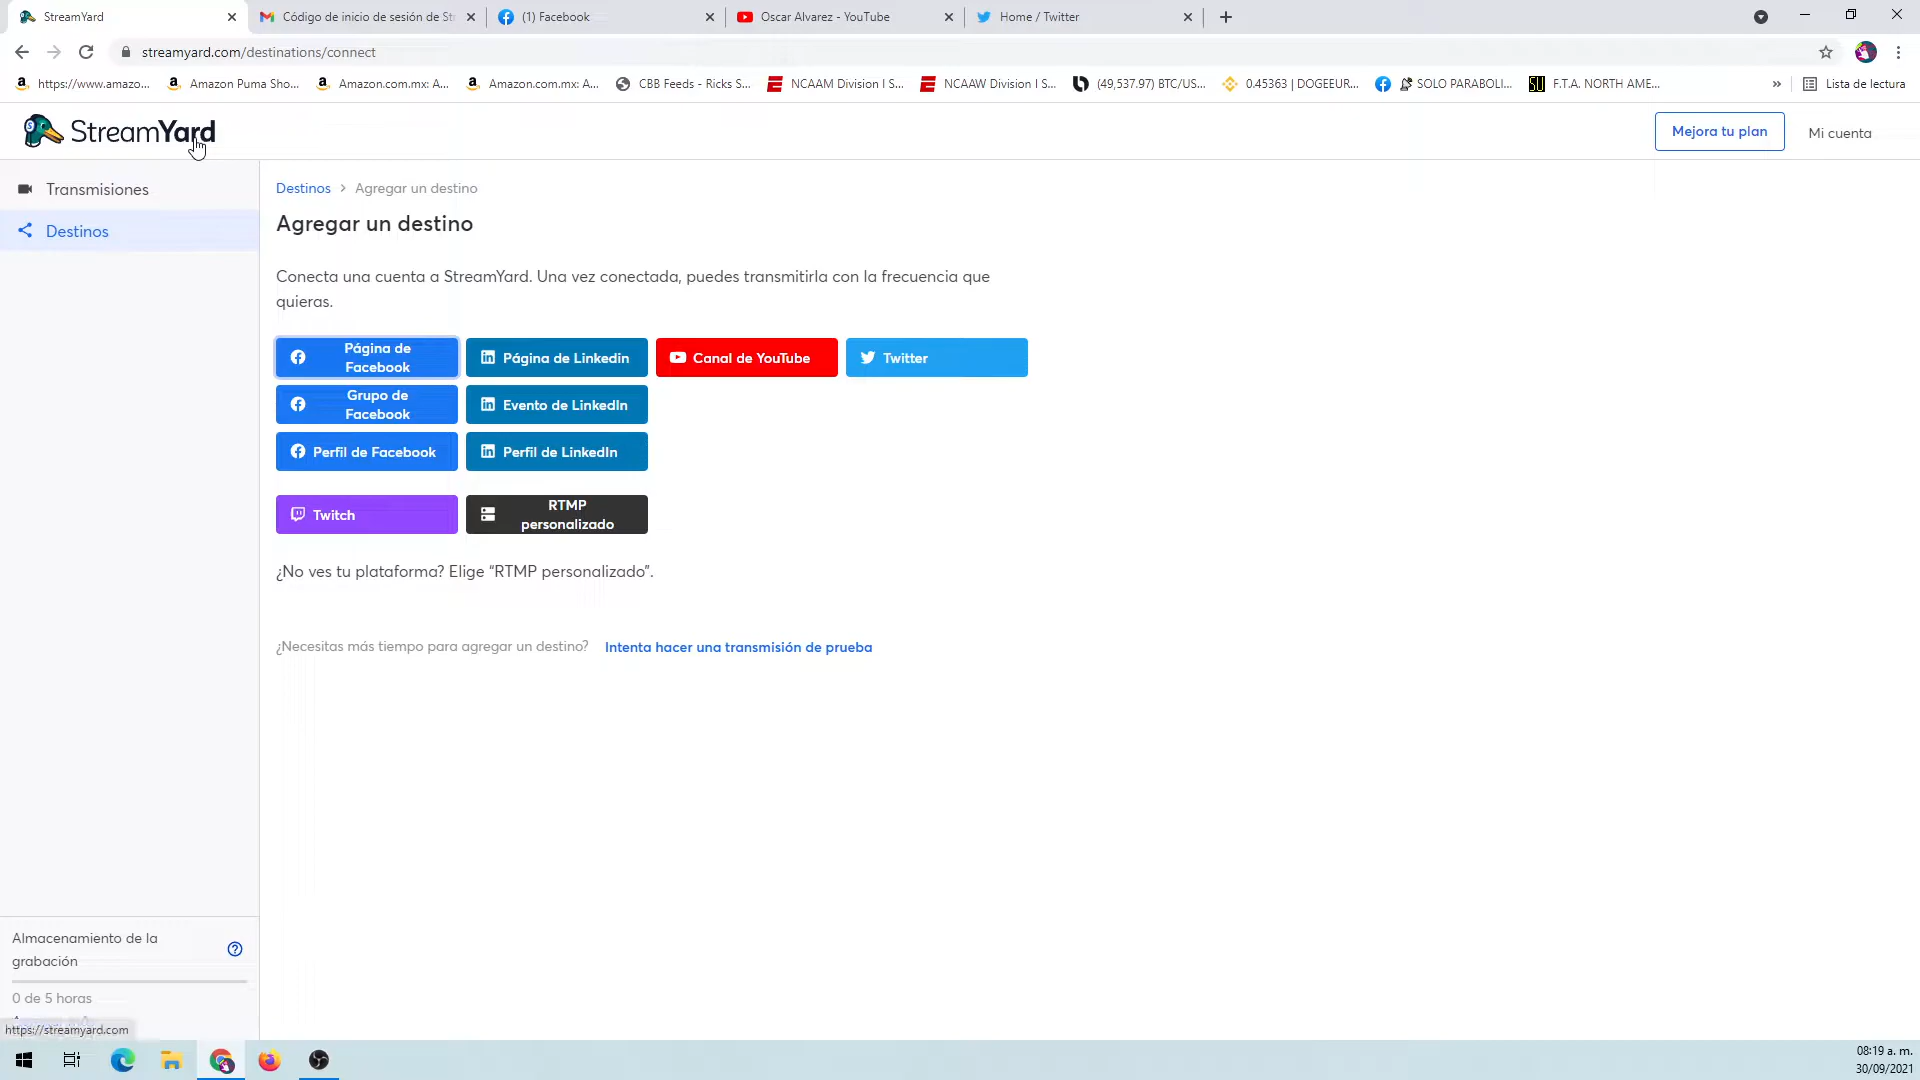 StreamYard
Código de inicio de sesión de St
(1) Facebook
Oscar Alvarez - YouTube
Home / Twitter
streamyard.com/destinations/connect
https://www.amazo...
Amazon Puma Sho...
Amazon.com.mx: A...
Amazon.com.mx: A...
CBB Feeds - Ricks S...
NCAAM Division I S...
NCAAW Division I S...
(49,537.97) BTC/US...
0.45363 | DOGEEUR...
SOLO PARABOLI...
F.T.A. NORTH AME...
»
Lista de lectura
StreamYard
Mejora tu plan
Mi cuenta
Transmisiones
Destinos
Destinos > Agregar un destino
Agregar un destino
Conecta una cuenta a StreamYard. Una vez conectada, puedes transmitirla con la frecuencia que
quieras.
Página de
Facebook
Página de Linkedin
Canal de YouTube
Twitter
Grupo de
Facebook
Evento de LinkedIn
Perfil de Facebook
Perfil de LinkedIn
Twitch
RTMP
personalizado
¿No ves tu plataforma? Elige “RTMP personalizado”.
¿Necesitas más tiempo para agregar un destino?
Intenta hacer una transmisión de prueba
Almacenamiento de la
grabación
0 de 5 horas
https://streamyard.com
08:19 a. m.
30/09/2021